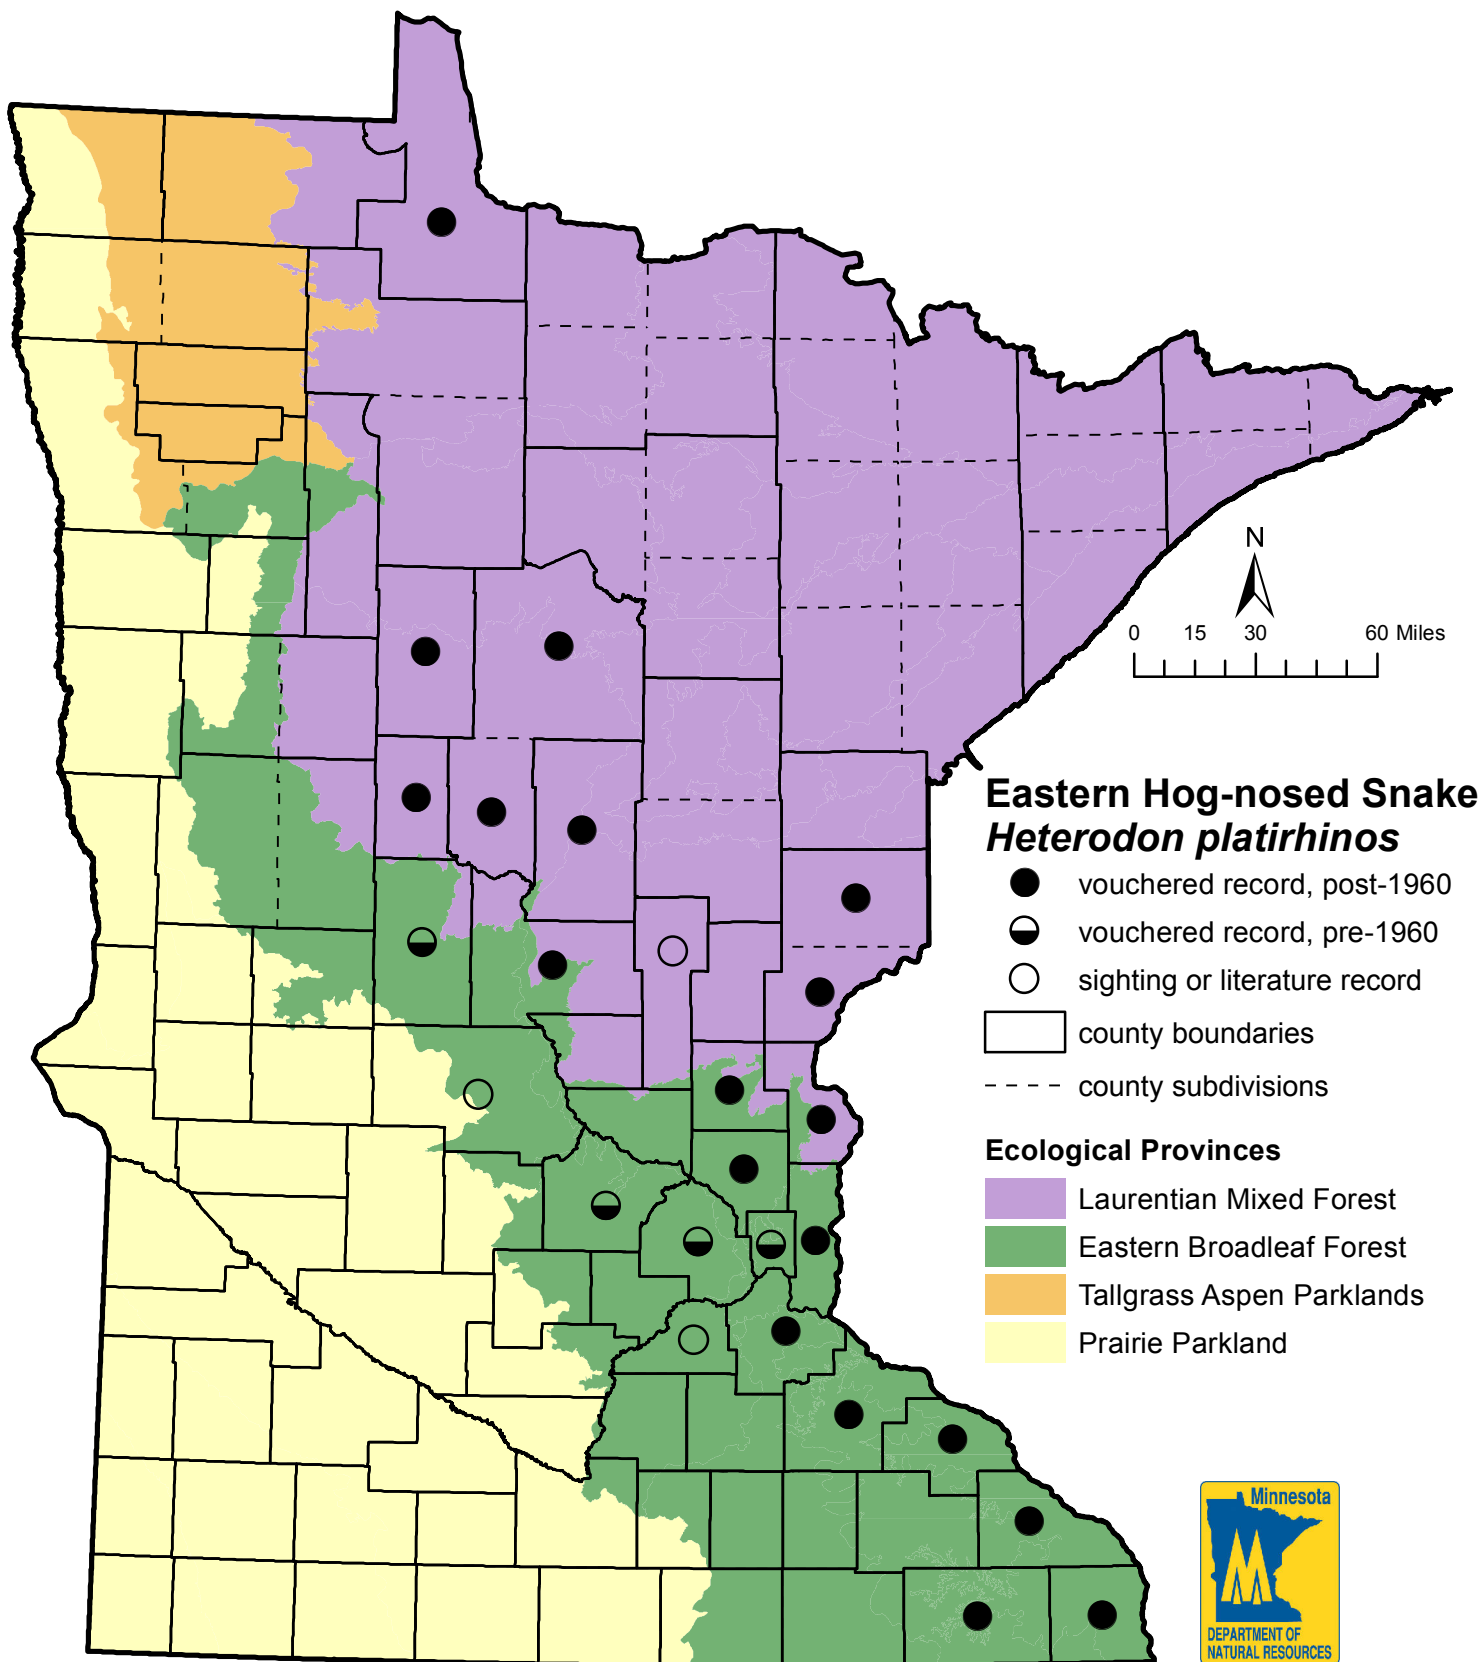 N
0 15 30 60 Miles
Eastern Hog-nosed Snake
Heterodon platirhinos
vouchered record, post-1960
vouchered record, pre-1960
sighting or literature record
county boundaries
county subdivisions
Ecological Provinces
Laurentian Mixed Forest
Eastern Broadleaf Forest
Tallgrass Aspen Parklands
Prairie Parkland
Minnesota
DEPARTMENT OF
NATURAL RESOURCES